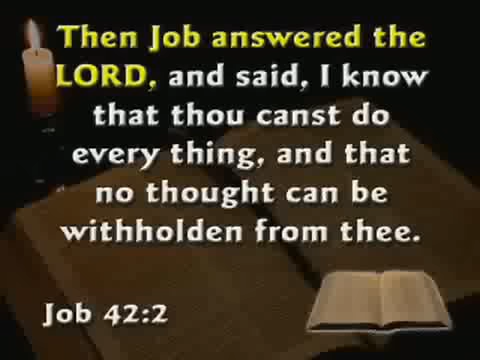 Then Job answered the
LORD, and said, I know
that thou canst do
every thing, and that
no thought can be
withholden from thee.
Job 42:2